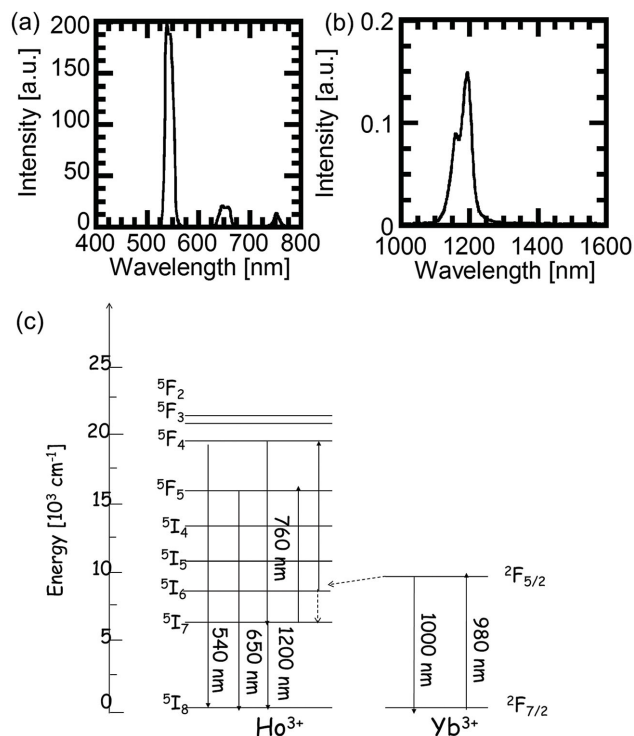 (a)
200
150
100
50
0
400 500 600 700 800
Intensity [a.u.]
Wavelength [nm]
(b)
0.2
0.1
0
1000 1200 1400 1600
Intensity [a.u.]
Wavelength [nm]
(c)
25
20
15
10
5
0
Energy [10³ cm⁻¹]
⁵F₂
⁵F₃
⁵F₄
⁵F₅
⁵I₄
⁵I₅
⁵I₆
⁵I₇
⁵I₈
760 nm
540 nm
650 nm
1200 nm
1000 nm
980 nm
²F₅/₂
²F₇/₂
Ho³⁺
Yb³⁺